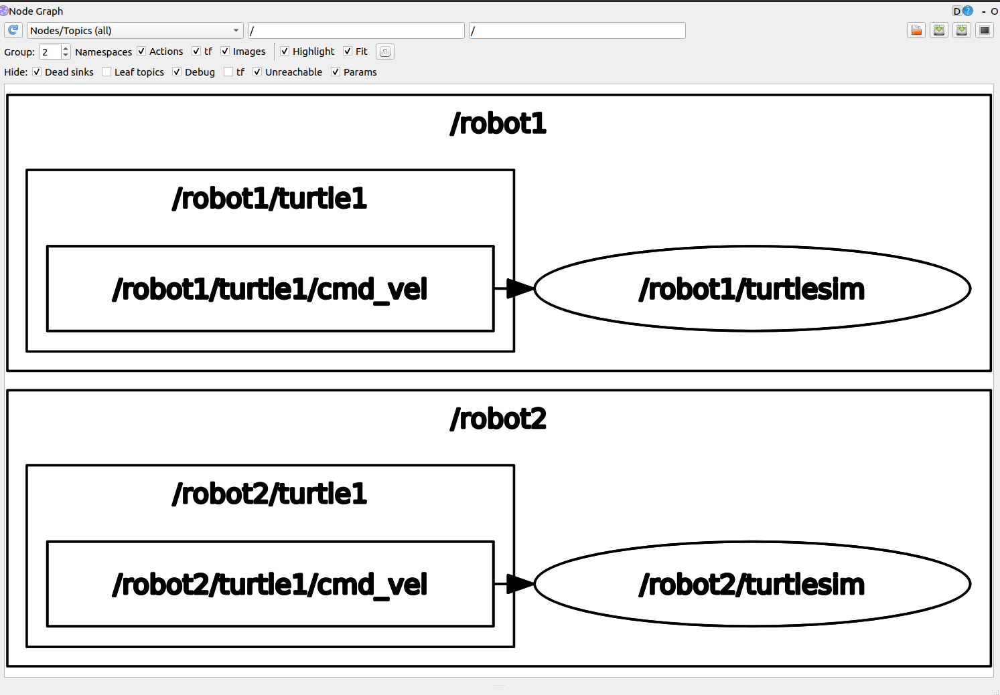 Node Graph
D ? - O
Nodes/Topics (all) / /
Group: 2 Namespaces Actions tf Images Highlight Fit
Hide: Dead sinks Leaf topics Debug tf Unreachable Params
/robot1
/robot1/turtle1
/robot1/turtle1/cmd_vel /robot1/turtlesim
/robot2
/robot2/turtle1
/robot2/turtle1/cmd_vel /robot2/turtlesim